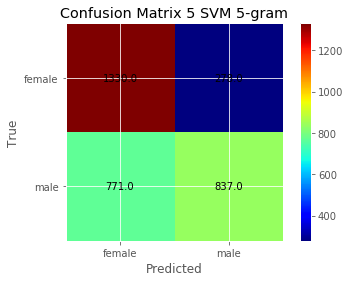 Confusion Matrix 5 SVM 5-gram
female
male
True
771.0
837.0
female
male
Predicted
1200
1000
800
600
400